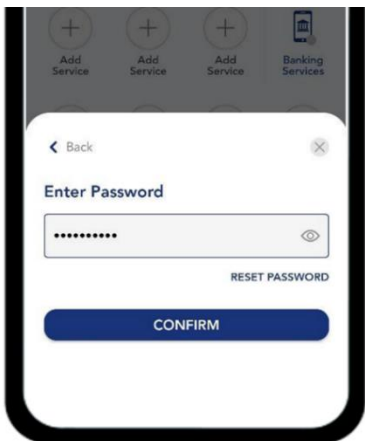 Add Service
Add Service
Add Service
Banking Services
Back
Enter Password
••••••••••
RESET PASSWORD
CONFIRM